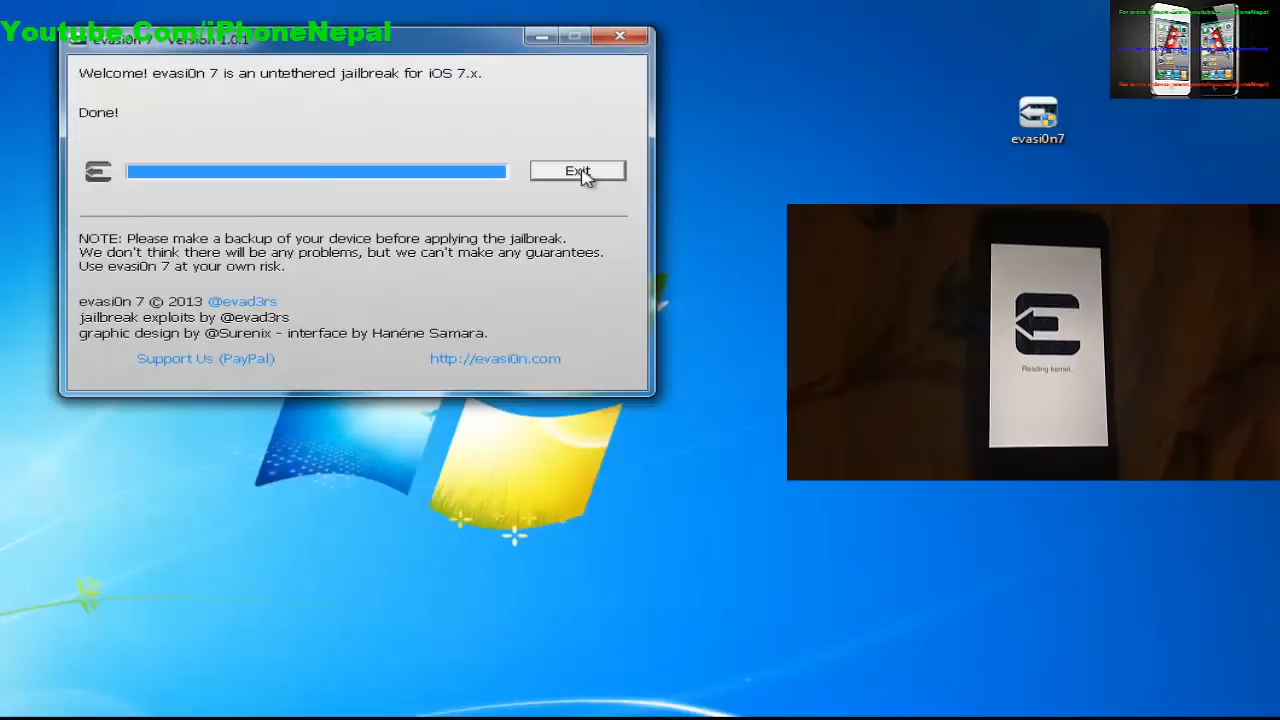 Youtube.Com/iPhoneNepal
evasi0n 7 - Version 1.0.1
Welcome! evasi0n 7 is an untethered jailbreak for iOS 7.x.
Done!
Exit
NOTE: Please make a backup of your device before applying the jailbreak.
We don't think there will be any problems, but we can't make any guarantees.
Use evasi0n 7 at your own risk.
evasi0n 7 © 2013 @evad3rs
jailbreak exploits by @evad3rs
graphic design by @Surenix - interface by Hanéne Samara.
Support Us (PayPal)
http://evasi0n.com
evasi0n7
Reading kernel..